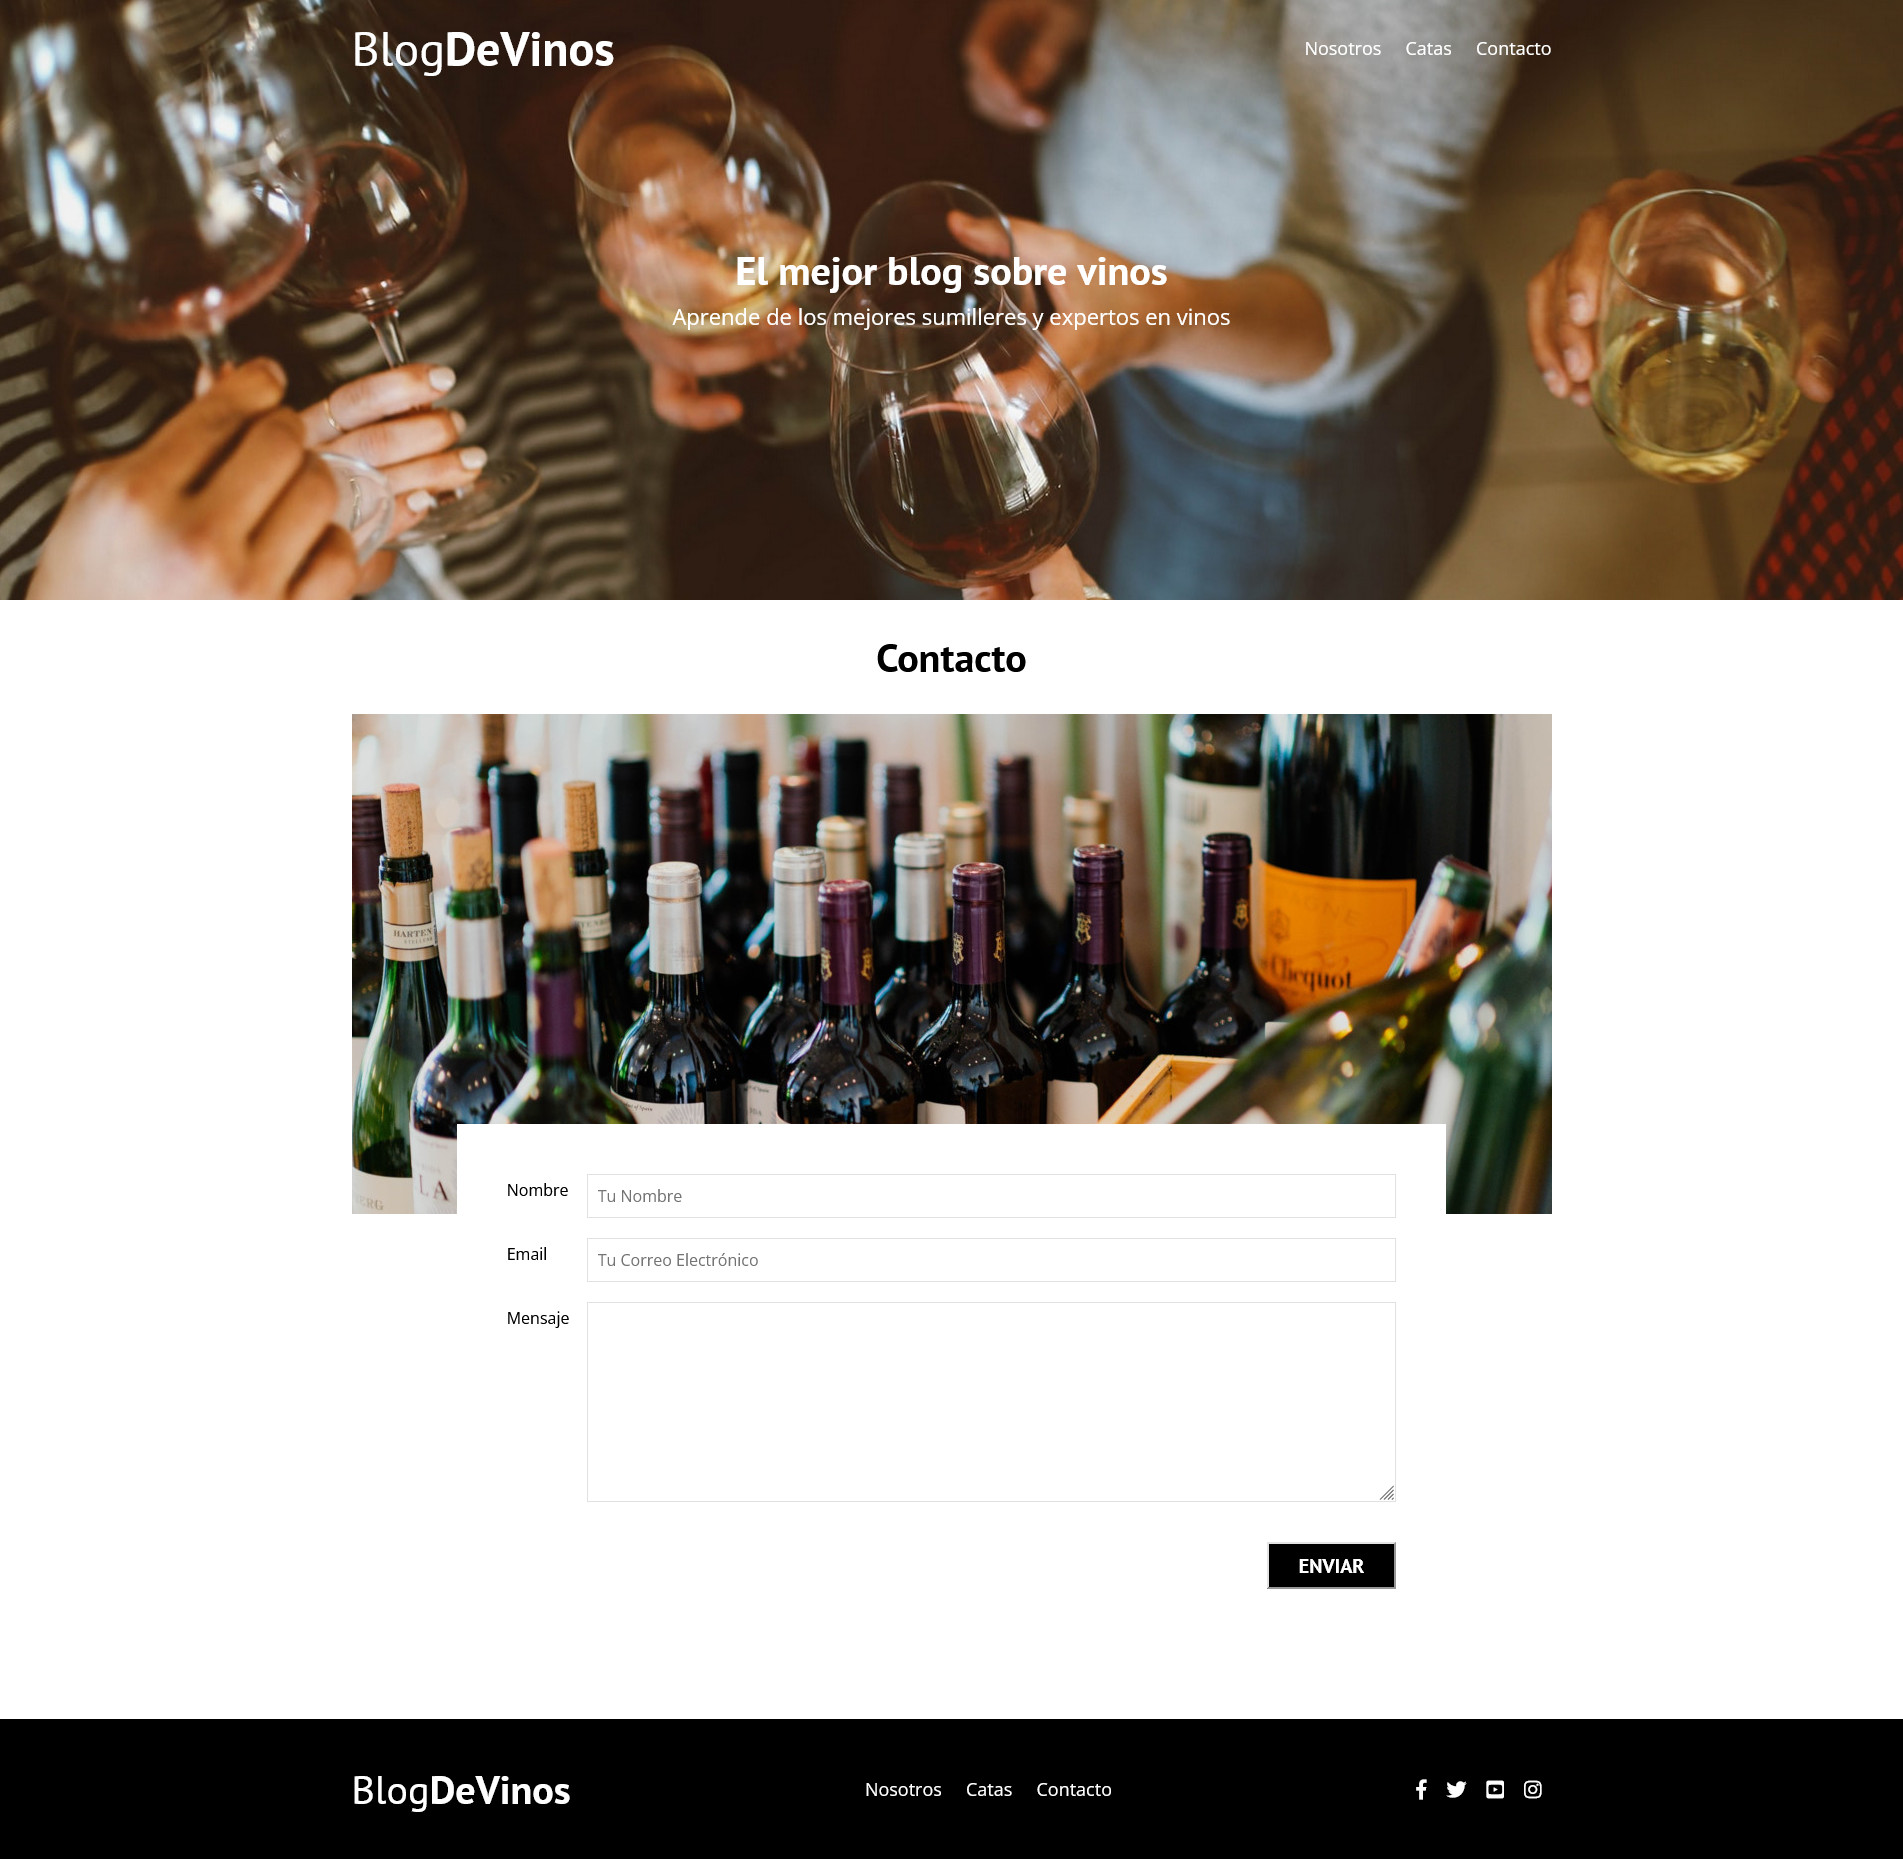 BlogDeVinos
Nosotros Catas Contacto
El mejor blog sobre vinos
Aprende de los mejores sumilleres y expertos en vinos
Contacto
HARTEN
Clicquot
LA
Nombre
Tu Nombre
Email
Tu Correo Electrónico
Mensaje
ENVIAR
BlogDeVinos
Nosotros Catas Contacto